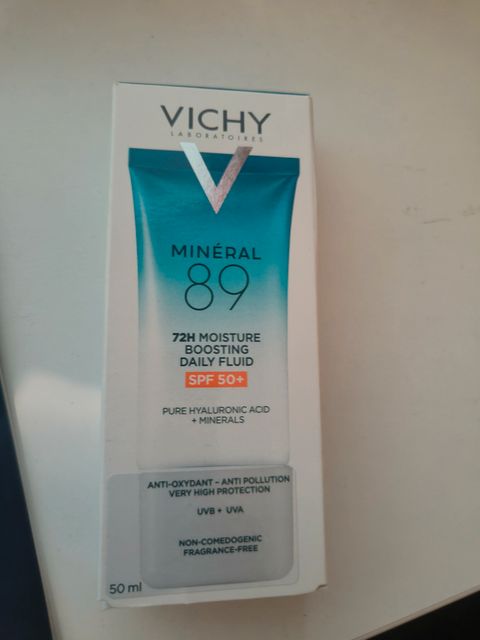 VICHY
LABORATOIRES
MINÉRAL
89
72H MOISTURE
BOOSTING
DAILY FLUID
SPF 50+
PURE HYALURONIC ACID
+ MINERALS
ANTI-OXYDANT – ANTI POLLUTION
VERY HIGH PROTECTION
UVB + UVA
NON-COMEDOGENIC
FRAGRANCE-FREE
50 ml